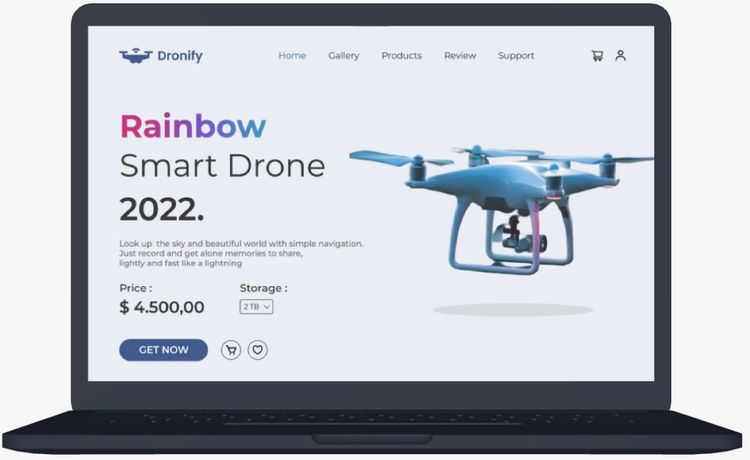 Dronify
Home Gallery Products Review Support
Rainbow
Smart Drone
2022.
Look up the sky and beautiful world with simple navigation.
Just record and get alone memories to share,
lightly and fast like a lightning
Price : Storage :
$ 4.500,00 2 TB
GET NOW